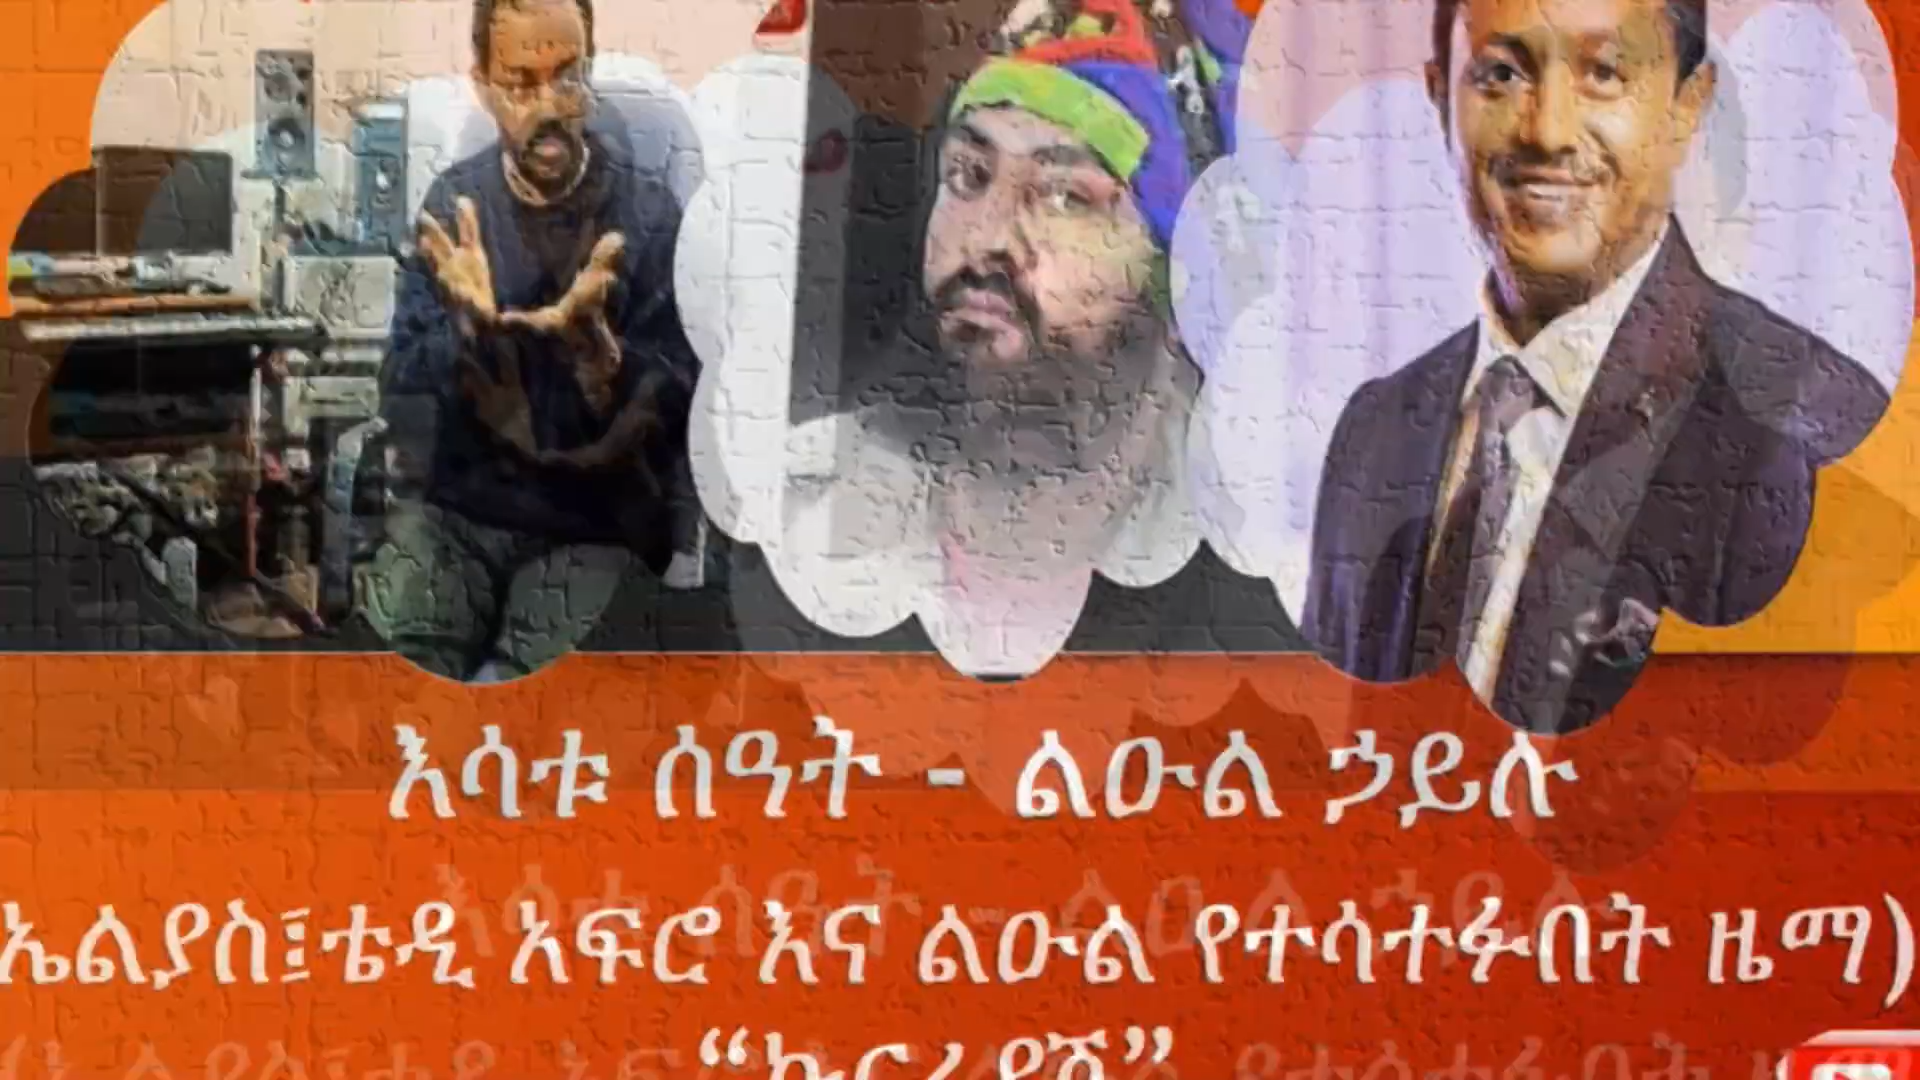 እሳቱ ሰዓት - ልዑል ኃይሉ
ኤልያስ፤ቴዲ አፍሮ እና ልዑል የተሳተፉበት ዜማ)